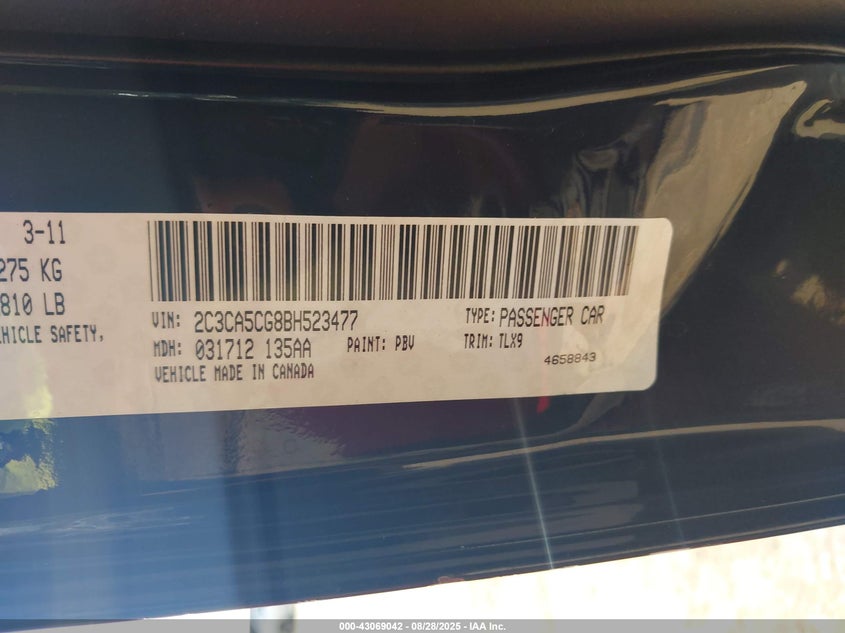 3-11
275 KG
810 LB
EHICLE SAFETY,
VIN: 2C3CA5CG8BH523477 TYPE: PASSENGER CAR
MDH: 031712 135AA PAINT: PBV TRIM: TLX9
VEHICLE MADE IN CANADA 4658843
000-43069042 - 08/28/2025 - IAA Inc.